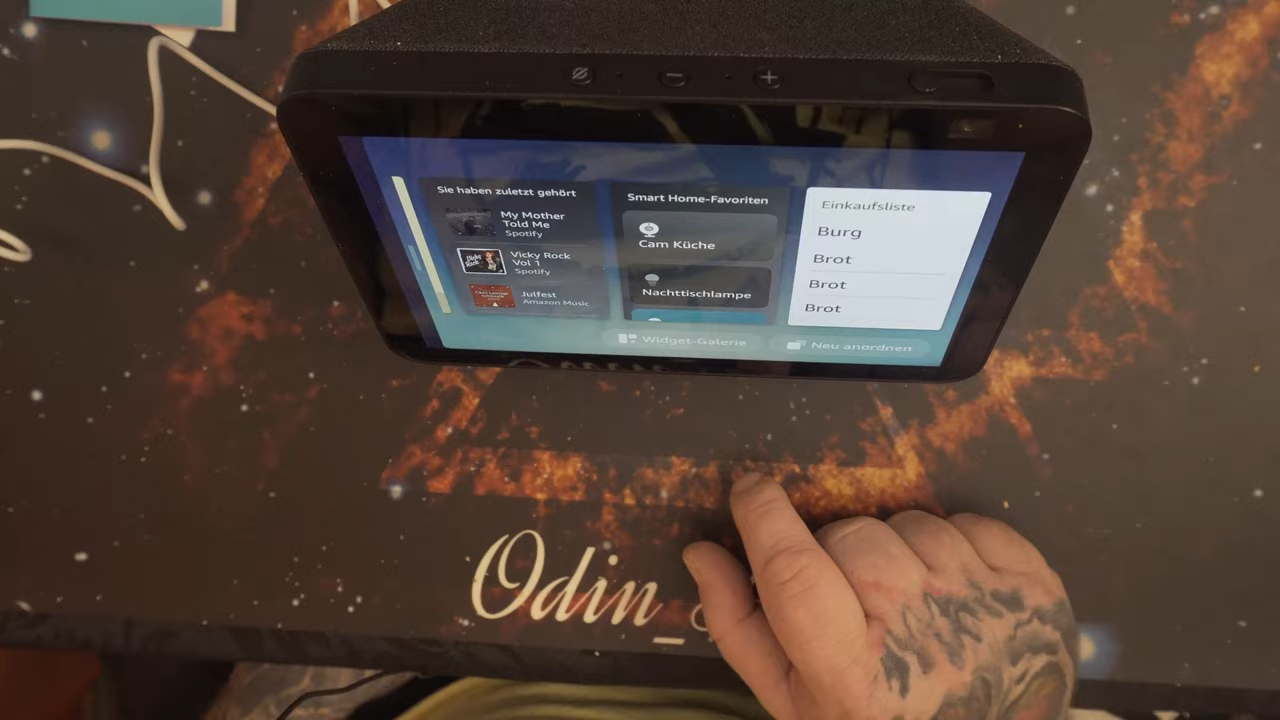 Sie haben zuletzt gehört
My Mother
Told Me
Spotify
Vicky Rock
Vol 1
Spotify
Julfest
Amazon Music
Smart Home-Favoriten
Cam Küche
Nachttischlampe
Einkaufsliste
Burg
Brot
Brot
Brot
Widget-Galerie
Neu anordnen
Odin_